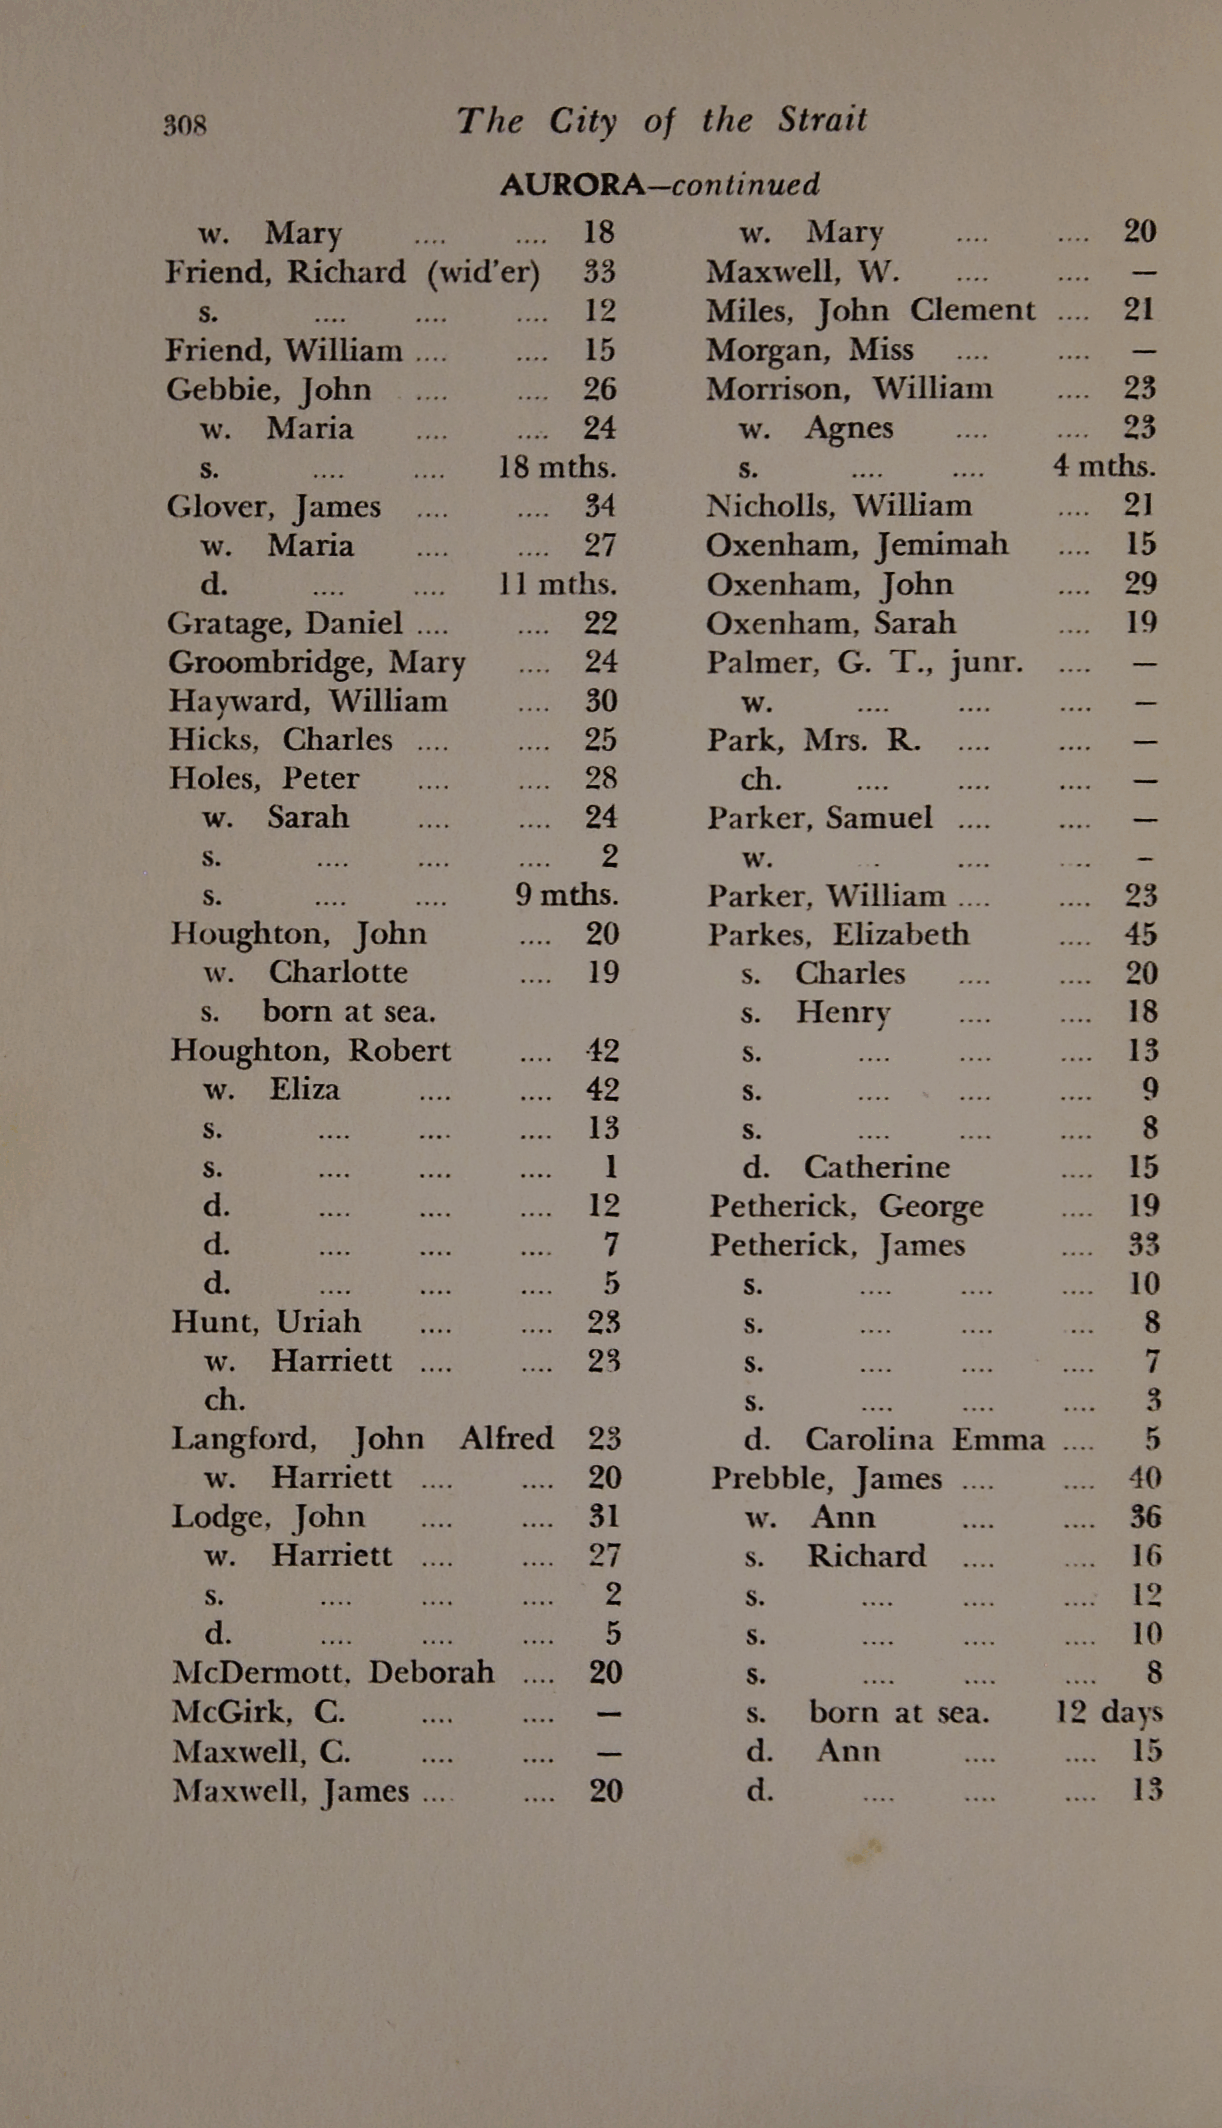 308 The City of the Strait
AURORA—continued
w. Mary .... .... 18
Friend, Richard (wid'er) 33
s. .... .... .... 12
Friend, William .... .... 15
Gebbie, John .... .... 26
w. Maria .... .... 24
s. .... .... 18 mths.
Glover, James .... .... 34
w. Maria .... .... 27
d. .... .... 11 mths.
Gratage, Daniel .... .... 22
Groombridge, Mary .... 24
Hayward, William .... 30
Hicks, Charles .... .... 25
Holes, Peter .... .... 28
w. Sarah .... .... 24
s. .... .... .... 2
s. .... .... 9 mths.
Houghton, John .... 20
w. Charlotte .... 19
s. born at sea.
Houghton, Robert .... 42
w. Eliza .... .... 42
s. .... .... .... 13
s. .... .... .... 1
d. .... .... .... 12
d. .... .... .... 7
d. .... .... .... 5
Hunt, Uriah .... .... 23
w. Harriett .... .... 23
ch.
Langford, John Alfred 23
w. Harriett .... .... 20
Lodge, John .... .... 31
w. Harriett .... .... 27
s. .... .... .... 2
d. .... .... .... 5
McDermott, Deborah .... 20
McGirk, C. .... .... —
Maxwell, C. .... .... —
Maxwell, James .... .... 20
w. Mary .... .... 20
Maxwell, W. .... .... —
Miles, John Clement .... 21
Morgan, Miss .... .... —
Morrison, William .... 23
w. Agnes .... .... 23
s. .... .... 4 mths.
Nicholls, William .... 21
Oxenham, Jemimah .... 15
Oxenham, John .... 29
Oxenham, Sarah .... 19
Palmer, G. T., junr. .... —
w. .... .... .... —
Park, Mrs. R. .... .... —
ch. .... .... .... —
Parker, Samuel .... .... —
w. .... .... .... —
Parker, William .... .... 23
Parkes, Elizabeth .... 45
s. Charles .... .... 20
s. Henry .... .... 18
s. .... .... .... 13
s. .... .... .... 9
s. .... .... .... 8
d. Catherine .... 15
Petherick, George .... 19
Petherick, James .... 33
s. .... .... .... 10
s. .... .... .... 8
s. .... .... .... 7
s. .... .... .... 3
d. Carolina Emma .... 5
Prebble, James .... .... 40
w. Ann .... .... 36
s. Richard .... .... 16
s. .... .... .... 12
s. .... .... .... 10
s. .... .... .... 8
s. born at sea. 12 days
d. Ann .... .... 15
d. .... .... .... 13